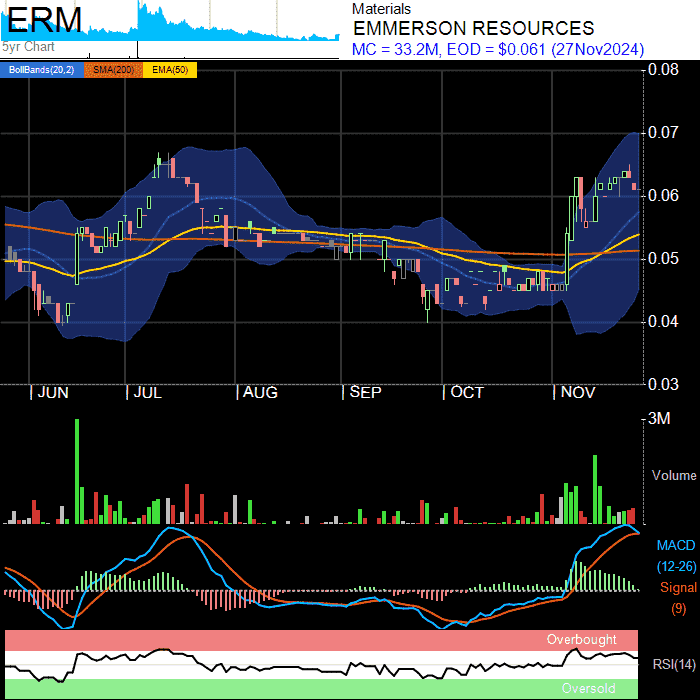 ERM
5yr Chart
Materials
EMMERSON RESOURCES
MC = 33.2M, EOD = $0.061 (27Nov2024)
BollBands(20,2) SMA(200) EMA(50)
0.08
0.07
0.06
0.05
0.04
0.03
JUN JUL AUG SEP OCT NOV
3M
Volume
MACD
(12-26)
Signal
(9)
Overbought
RSI(14)
Oversold